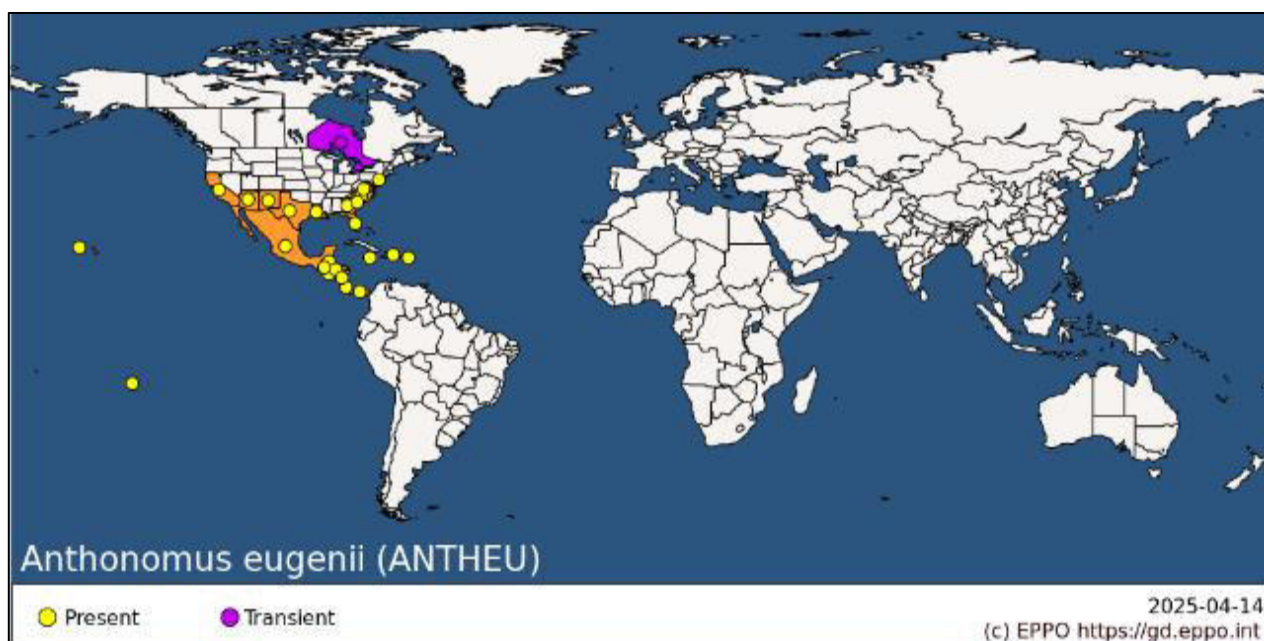 Anthonomus eugenii (ANTHEU)
Present
Transient
2025-04-14
(c) EPPO https://gd.eppo.int